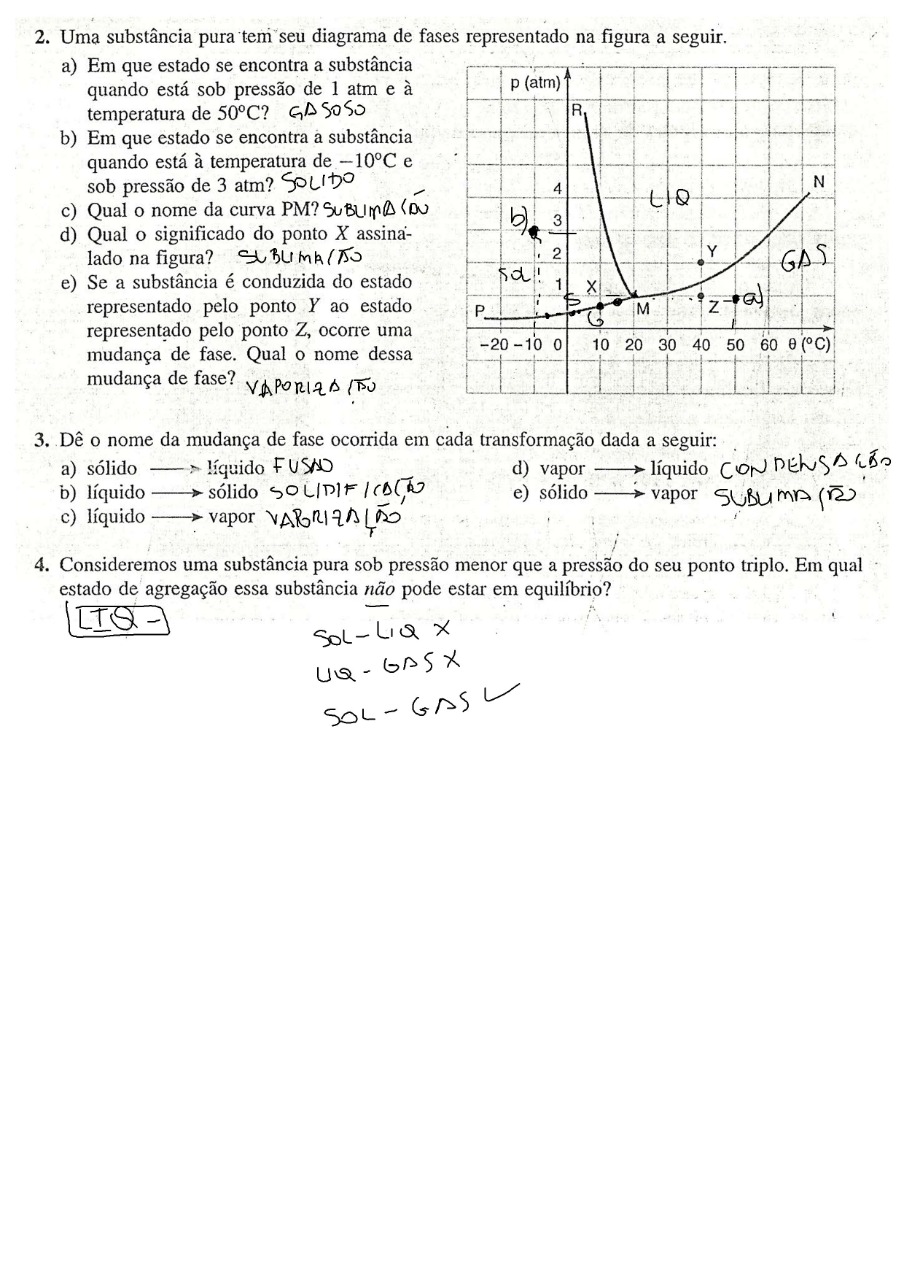 2. Uma substância pura tem seu diagrama de fases representado na figura a seguir.
a) Em que estado se encontra a substância
quando está sob pressão de 1 atm e à
temperatura de 50°C? GASOSO
b) Em que estado se encontra a substância
quando está à temperatura de −10°C e
sob pressão de 3 atm? SOLIDO
c) Qual o nome da curva PM? SUBLIMAÇÃO
d) Qual o significado do ponto X assina-
lado na figura? SUBLIMAÇÃO
e) Se a substância é conduzida do estado
representado pelo ponto Y ao estado
representado pelo ponto Z, ocorre uma
mudança de fase. Qual o nome dessa
mudança de fase? VAPORIZAÇÃO
p (atm)
R
4
LIQ
N
b)
3
2
Y
GAS
sol
1
X
S
M
Z
a)
P
G
−20 −10 0 10 20 30 40 50 60 θ (°C)
3. Dê o nome da mudança de fase ocorrida em cada transformação dada a seguir:
a) sólido → líquido FUSÃO
b) líquido → sólido SOLIDIFICAÇÃO
c) líquido → vapor VAPORIZAÇÃO
d) vapor → líquido CONDENSAÇÃO
e) sólido → vapor SUBLIMAÇÃO
4. Consideremos uma substância pura sob pressão menor que a pressão do seu ponto triplo. Em qual
estado de agregação essa substância não pode estar em equilíbrio?
LIQ -
SOL - LIQ X
LIQ - GAS X
SOL - GAS ✓